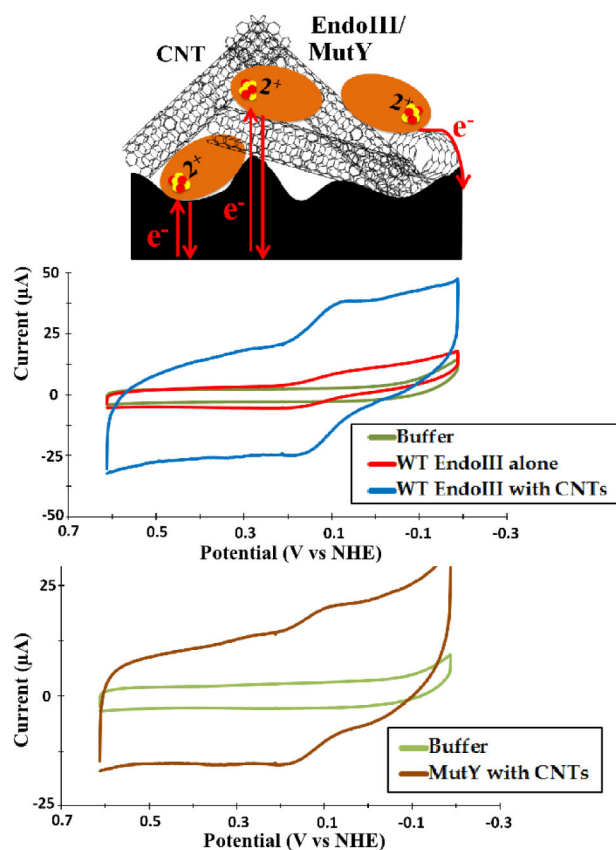 EndoIII/
CNT MutY
2+
2+
2+
e-
e-
e-
50
25
0
-25
-50
Current (µA)
Buffer
WT EndoIII alone
WT EndoIII with CNTs
0.7 0.5 0.3 0.1 -0.1 -0.3
Potential (V vs NHE)
25
0
-25
Current (µA)
Buffer
MutY with CNTs
0.7 0.5 0.3 0.1 -0.1 -0.3
Potential (V vs NHE)